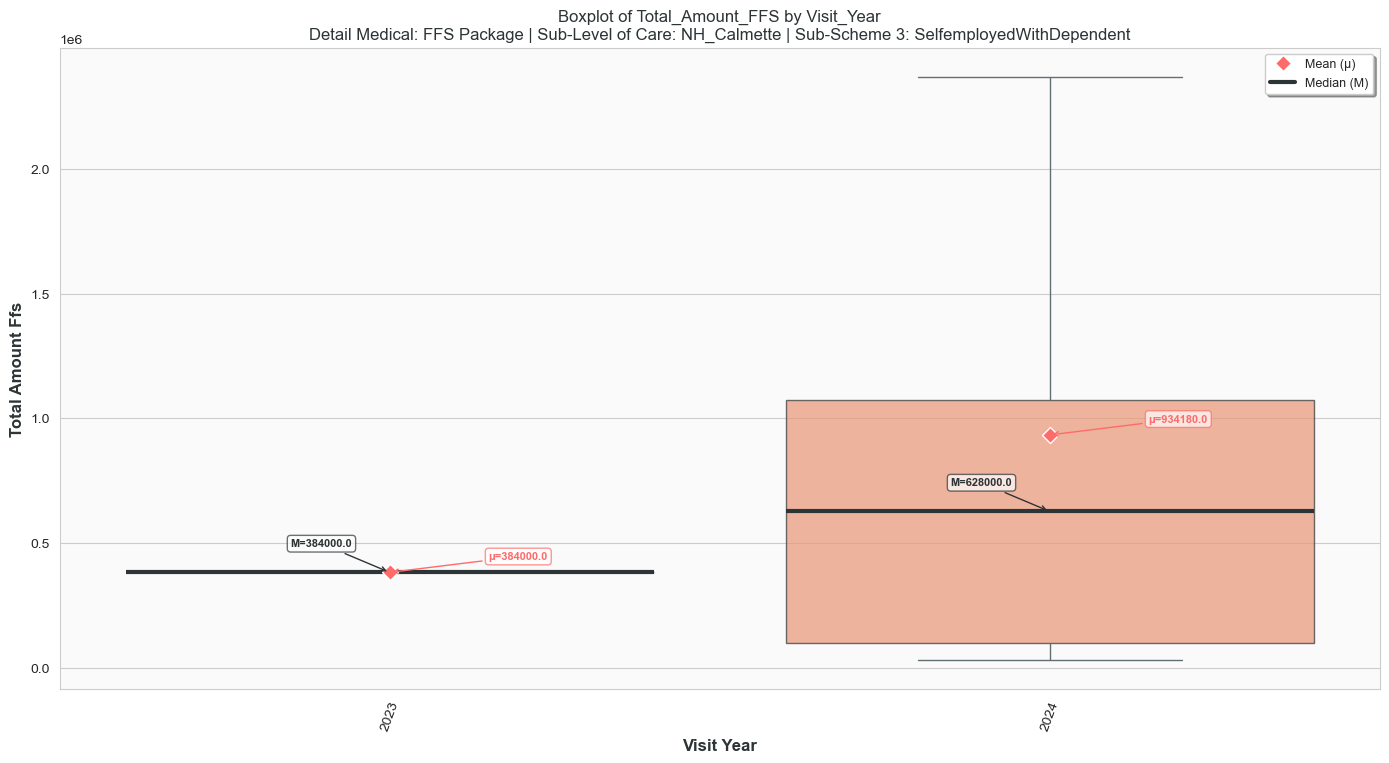 Boxplot of Total_Amount_FFS by Visit_Year
Detail Medical: FFS Package | Sub-Level of Care: NH_Calmette | Sub-Scheme 3: SelfemployedWithDependent
1e6
Mean (μ)
Median (M)
2.0
1.5
1.0
0.5
0.0
Total Amount Ffs
μ=934180.0
M=628000.0
M=384000.0
μ=384000.0
2023
2024
Visit Year